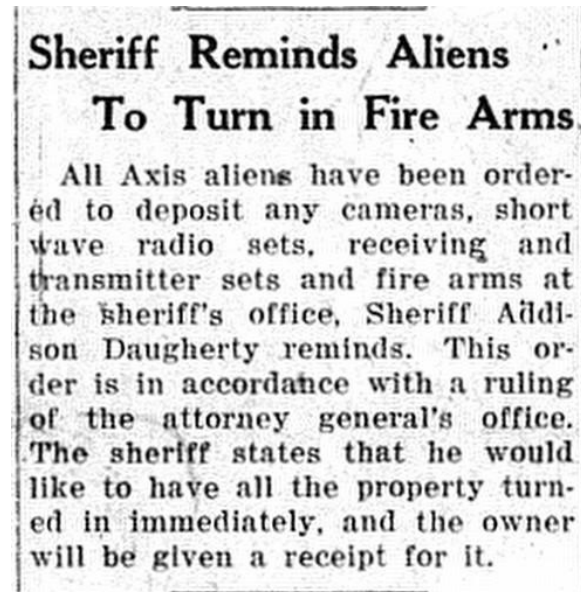 Sheriff Reminds Aliens
To Turn in Fire Arms
All Axis aliens have been order-
ed to deposit any cameras, short
wave radio sets, receiving and
transmitter sets and fire arms at
the sheriff's office, Sheriff Addi-
son Daugherty reminds. This or-
der is in accordance with a ruling
of the attorney general's office.
The sheriff states that he would
like to have all the property turn-
ed in immediately, and the owner
will be given a receipt for it.